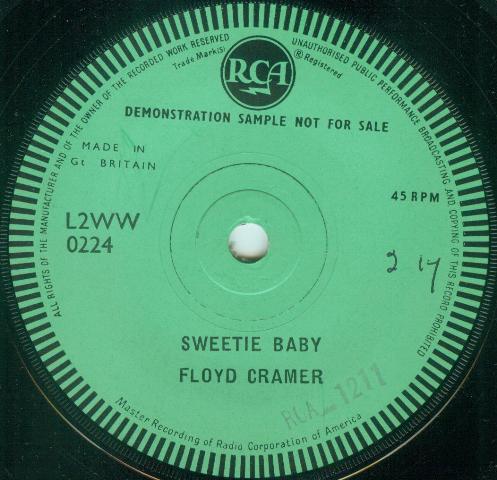 ALL RIGHTS OF THE MANUFACTURER AND OF THE OWNER OF THE RECORDED WORK RESERVED
UNAUTHORISED PUBLIC PERFORMANCE BROADCASTING AND COPYING OF THIS RECORD PROHIBITED
Trade Mark(s)
® Registered
RCA
DEMONSTRATION SAMPLE NOT FOR SALE
MADE IN
Gt BRITAIN
45 RPM
L2WW
0224
2 17
SWEETIE BABY
FLOYD CRAMER
RCA 1211
Master Recording of Radio Corporation of America